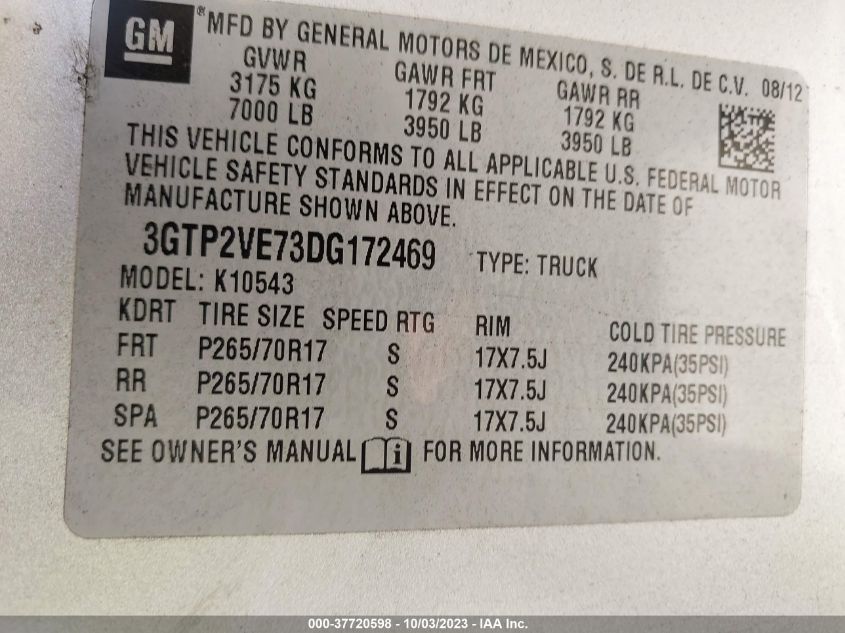 GM ® MFD BY GENERAL MOTORS DE MEXICO, S. DE R.L. DE C.V. 08/12
GVWR GAWR FRT GAWR RR
3175 KG 1792 KG 1792 KG
7000 LB 3950 LB 3950 LB
THIS VEHICLE CONFORMS TO ALL APPLICABLE U.S. FEDERAL MOTOR
VEHICLE SAFETY STANDARDS IN EFFECT ON THE DATE OF
MANUFACTURE SHOWN ABOVE.
3GTP2VE73DG172469 TYPE: TRUCK
MODEL: K10543
KDRT TIRE SIZE SPEED RTG RIM COLD TIRE PRESSURE
FRT P265/70R17 S 17X7.5J 240KPA(35PSI)
RR P265/70R17 S 17X7.5J 240KPA(35PSI)
SPA P265/70R17 S 17X7.5J 240KPA(35PSI)
SEE OWNER'S MANUAL i FOR MORE INFORMATION.
000-37720598 - 10/03/2023 - IAA Inc.